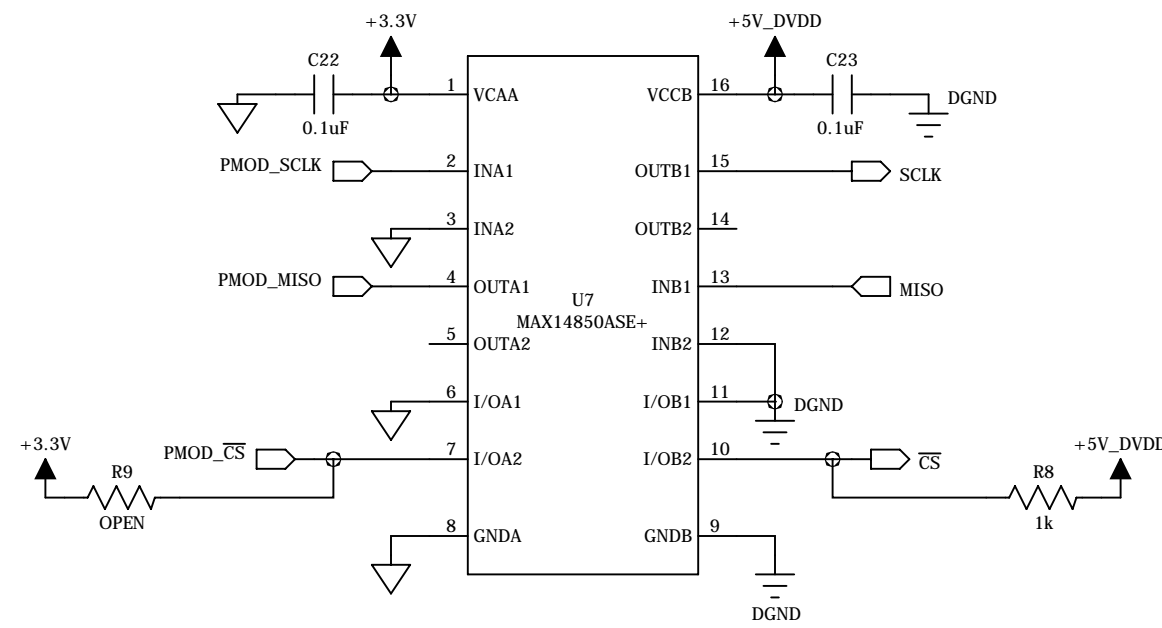 +3.3V
+5V_DVDD
C22
C23
1
VCAA
VCCB
16
DGND
0.1uF
0.1uF
PMOD_SCLK
2
INA1
OUTB1
15
SCLK
3
INA2
OUTB2
14
PMOD_MISO
4
OUTA1
INB1
13
MISO
U7
MAX14850ASE+
5
OUTA2
INB2
12
6
I/OA1
I/OB1
11
DGND
+3.3V
PMOD_CS
7
I/OA2
I/OB2
10
CS
+5V_DVDD
R9
R8
OPEN
1k
8
GNDA
GNDB
9
DGND